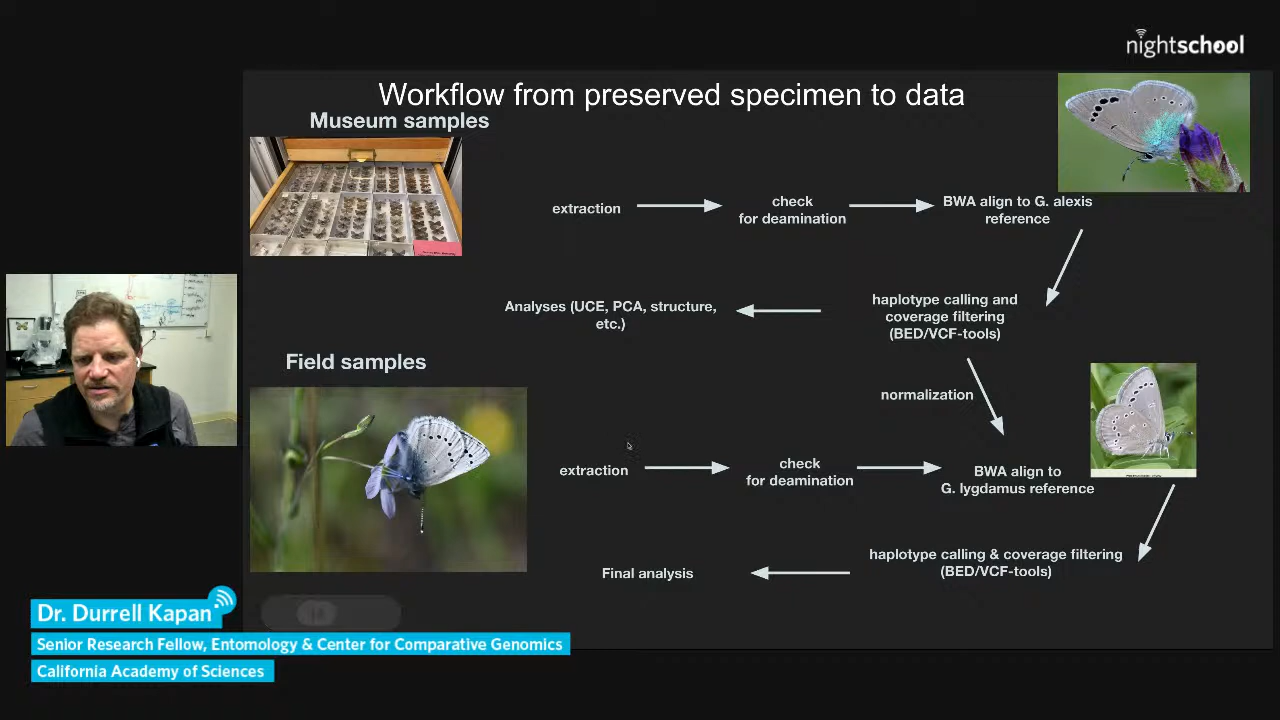 nightschool
Workflow from preserved specimen to data
Museum samples
extraction
check
for deamination
BWA align to G. alexis
reference
haplotype calling and
coverage filtering
(BED/VCF-tools)
Analyses (UCE, PCA, structure,
etc.)
normalization
Field samples
extraction
check
for deamination
BWA align to
G. lygdamus reference
haplotype calling & coverage filtering
(BED/VCF-tools)
Final analysis
Dr. Durrell Kapan
Senior Research Fellow, Entomology & Center for Comparative Genomics
California Academy of Sciences